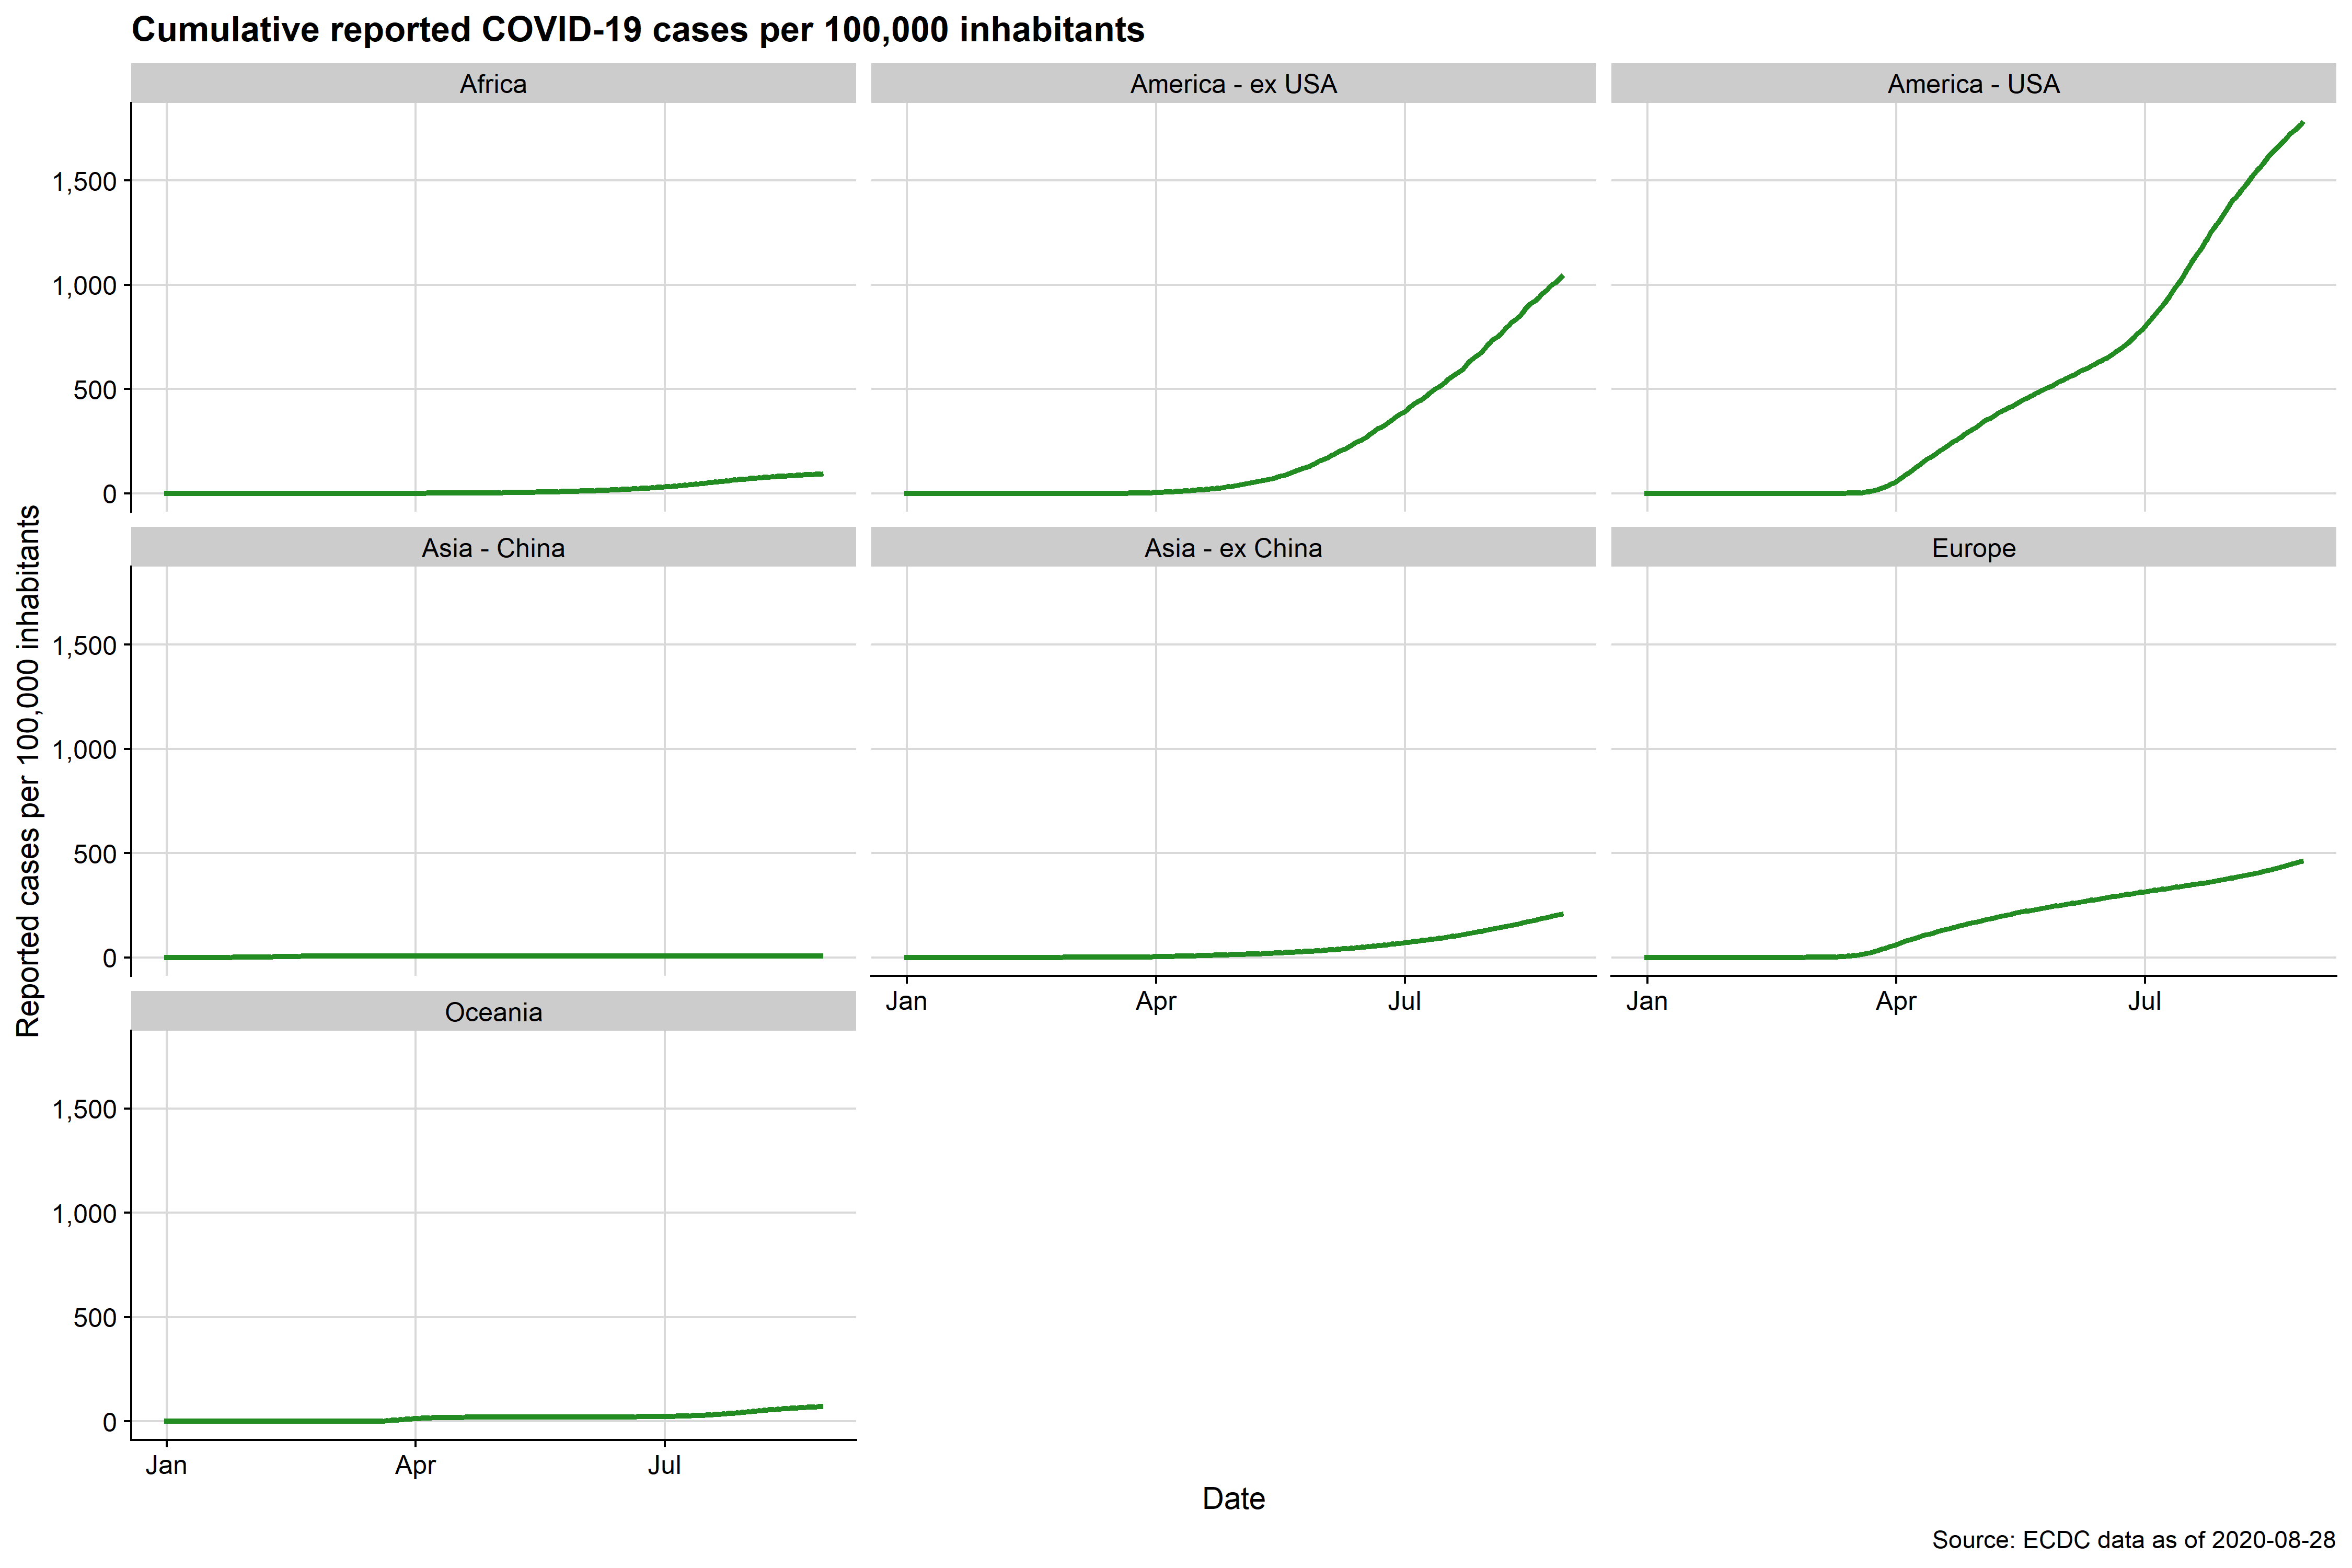 Cumulative reported COVID-19 cases per 100,000 inhabitants
Reported cases per 100,000 inhabitants
Africa
America - ex USA
America - USA
1,500
1,000
500
0
Asia - China
Asia - ex China
Europe
1,500
1,000
500
0
Jan Apr Jul
Jan Apr Jul
Oceania
1,500
1,000
500
0
Jan Apr Jul
Date
Source: ECDC data as of 2020-08-28